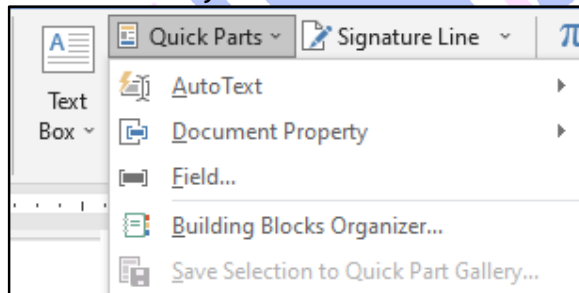 Quick Parts
Signature Line
π
Text
Box
AutoText
Document Property
Field...
Building Blocks Organizer...
Save Selection to Quick Part Gallery...